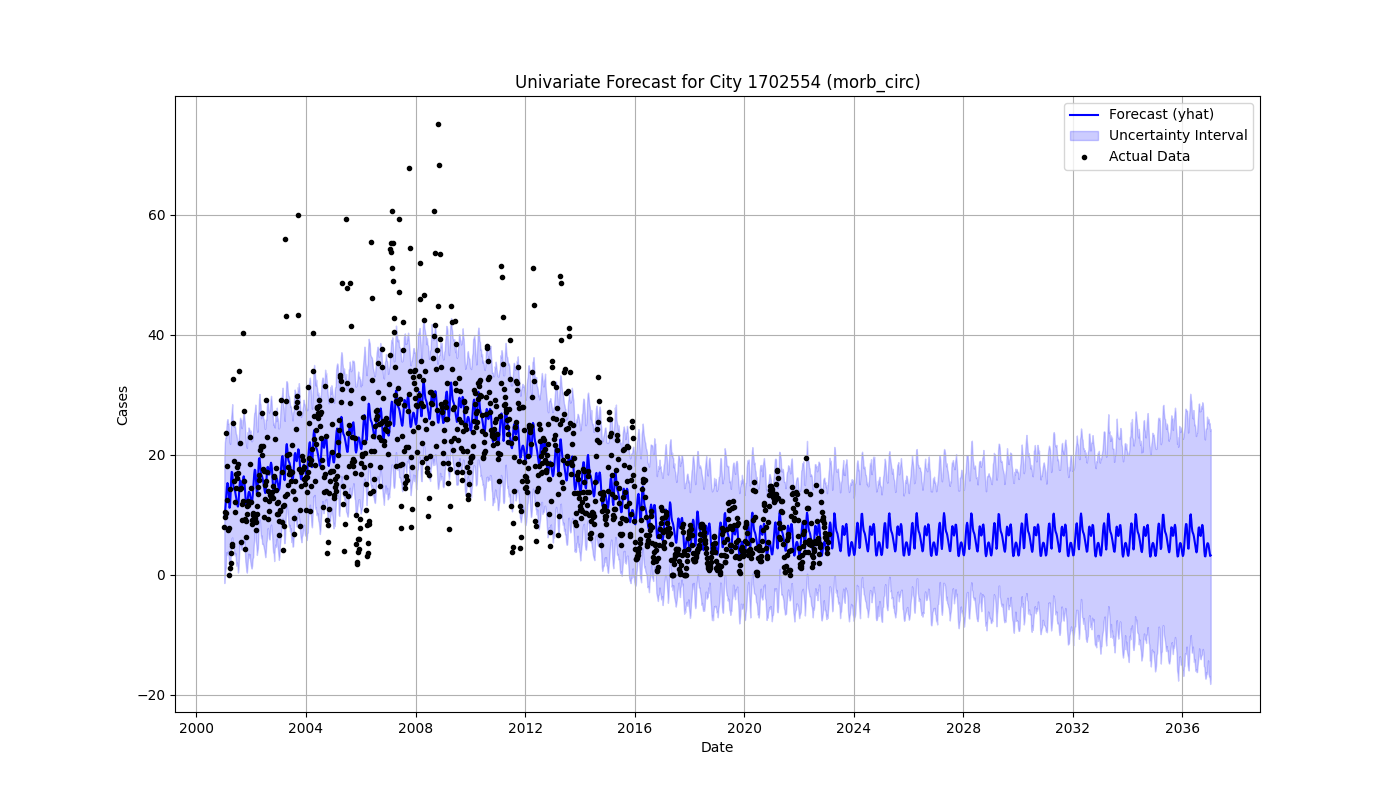 Univariate Forecast for City 1702554 (morb_circ)
Forecast (yhat)
Uncertainty Interval
Actual Data
Cases
60
40
20
0
−20
2000 2004 2008 2012 2016 2020 2024 2028 2032 2036
Date